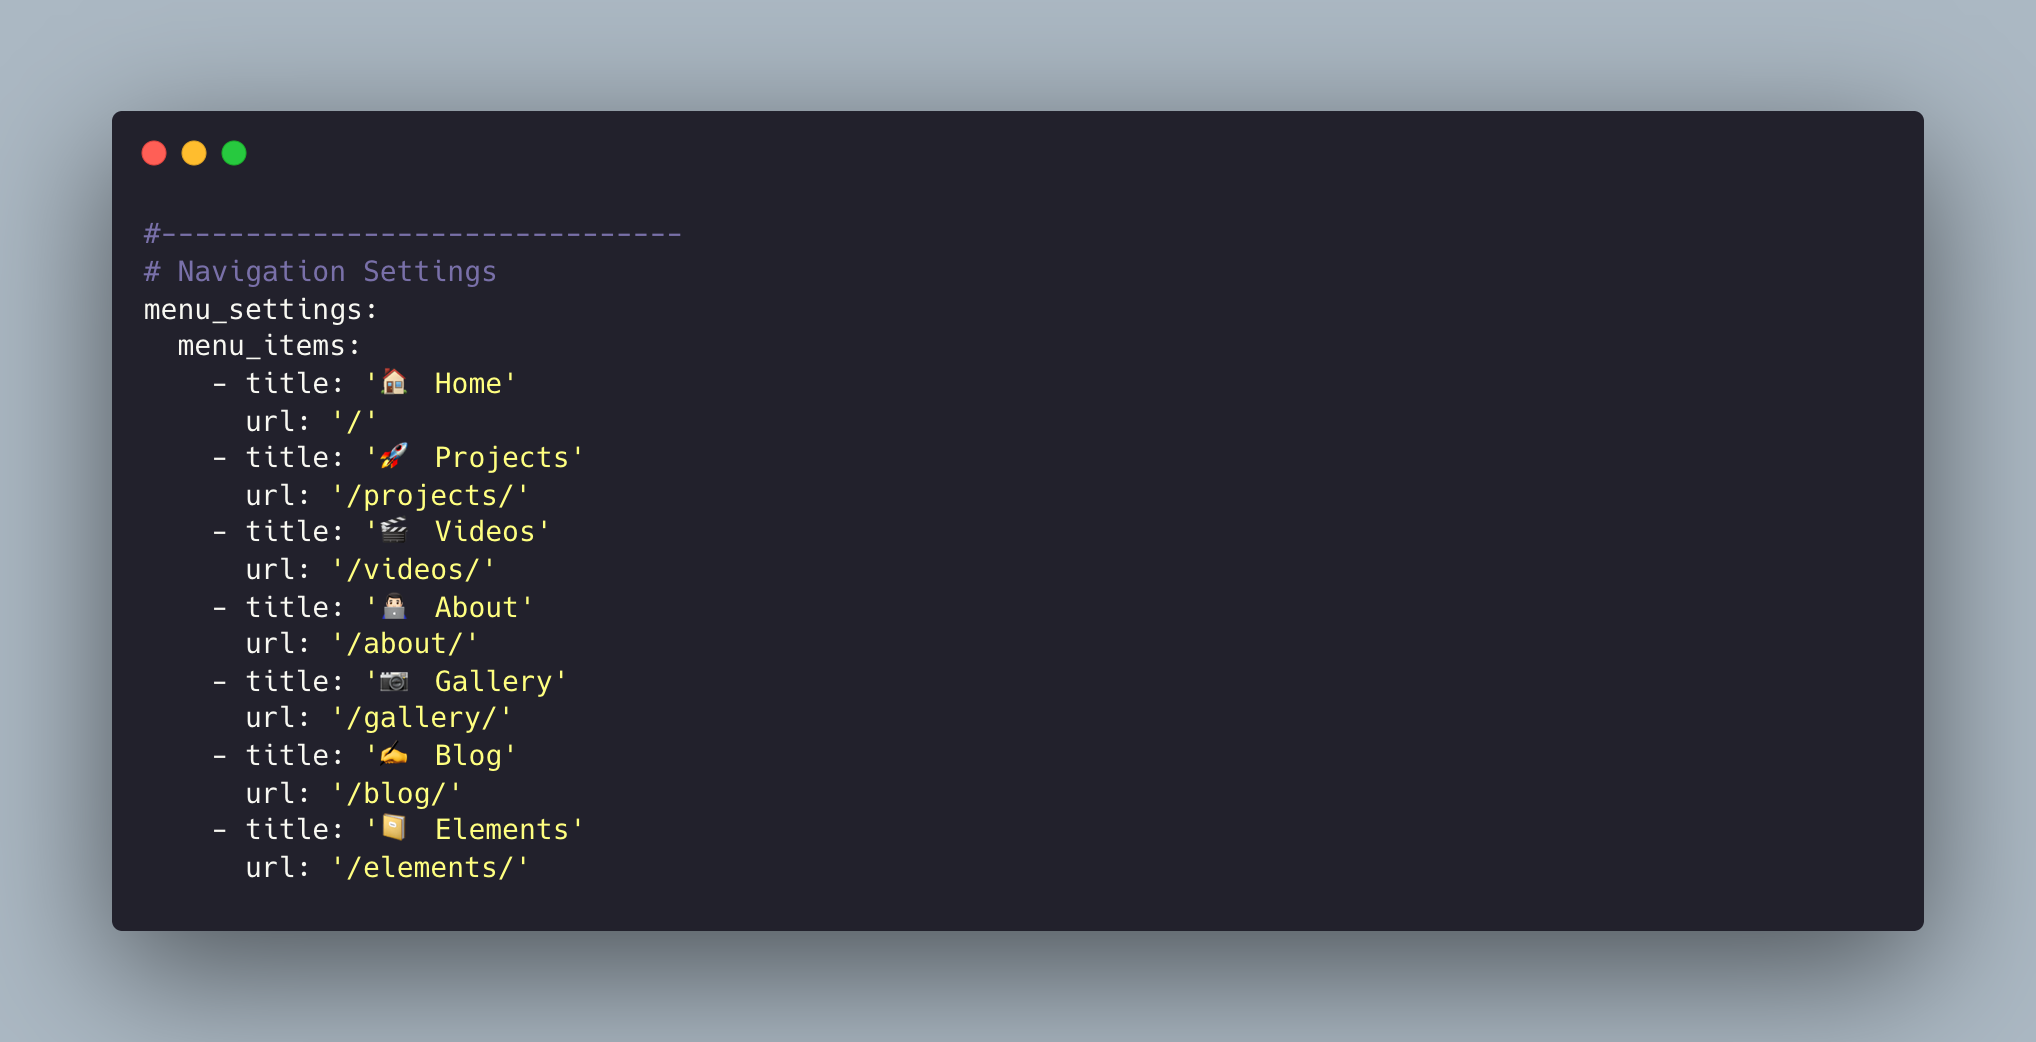 #-------------------------------
# Navigation Settings
menu_settings:
  menu_items:
    - title: '🏠 Home'
      url: '/'
    - title: '🚀 Projects'
      url: '/projects/'
    - title: '🎬 Videos'
      url: '/videos/'
    - title: '👨🏻‍💻 About'
      url: '/about/'
    - title: '📷 Gallery'
      url: '/gallery/'
    - title: '✍️ Blog'
      url: '/blog/'
    - title: '📔 Elements'
      url: '/elements/'